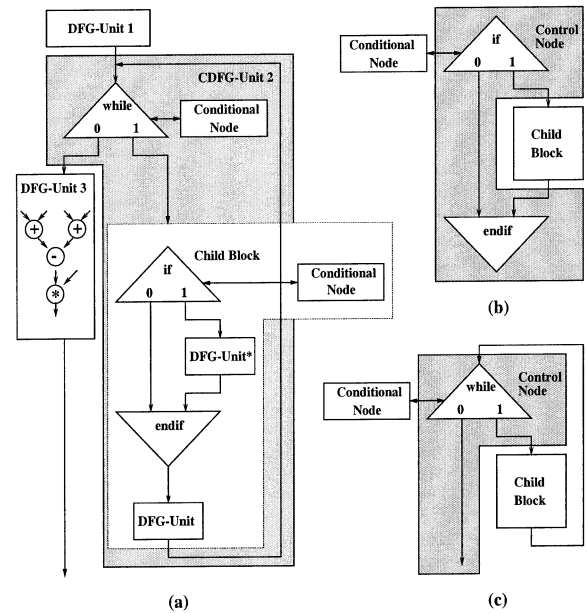 DFG-Unit 1
CDFG-Unit 2
while
0 1
Conditional
Node
DFG-Unit 3
+ +
-
*
Child Block
if
0 1
Conditional
Node
DFG-Unit*
endif
DFG-Unit
(a)
Control
Node
Conditional
Node
if
0 1
Child
Block
endif
(b)
Control
Node
Conditional
Node
while
0 1
Child
Block
(c)